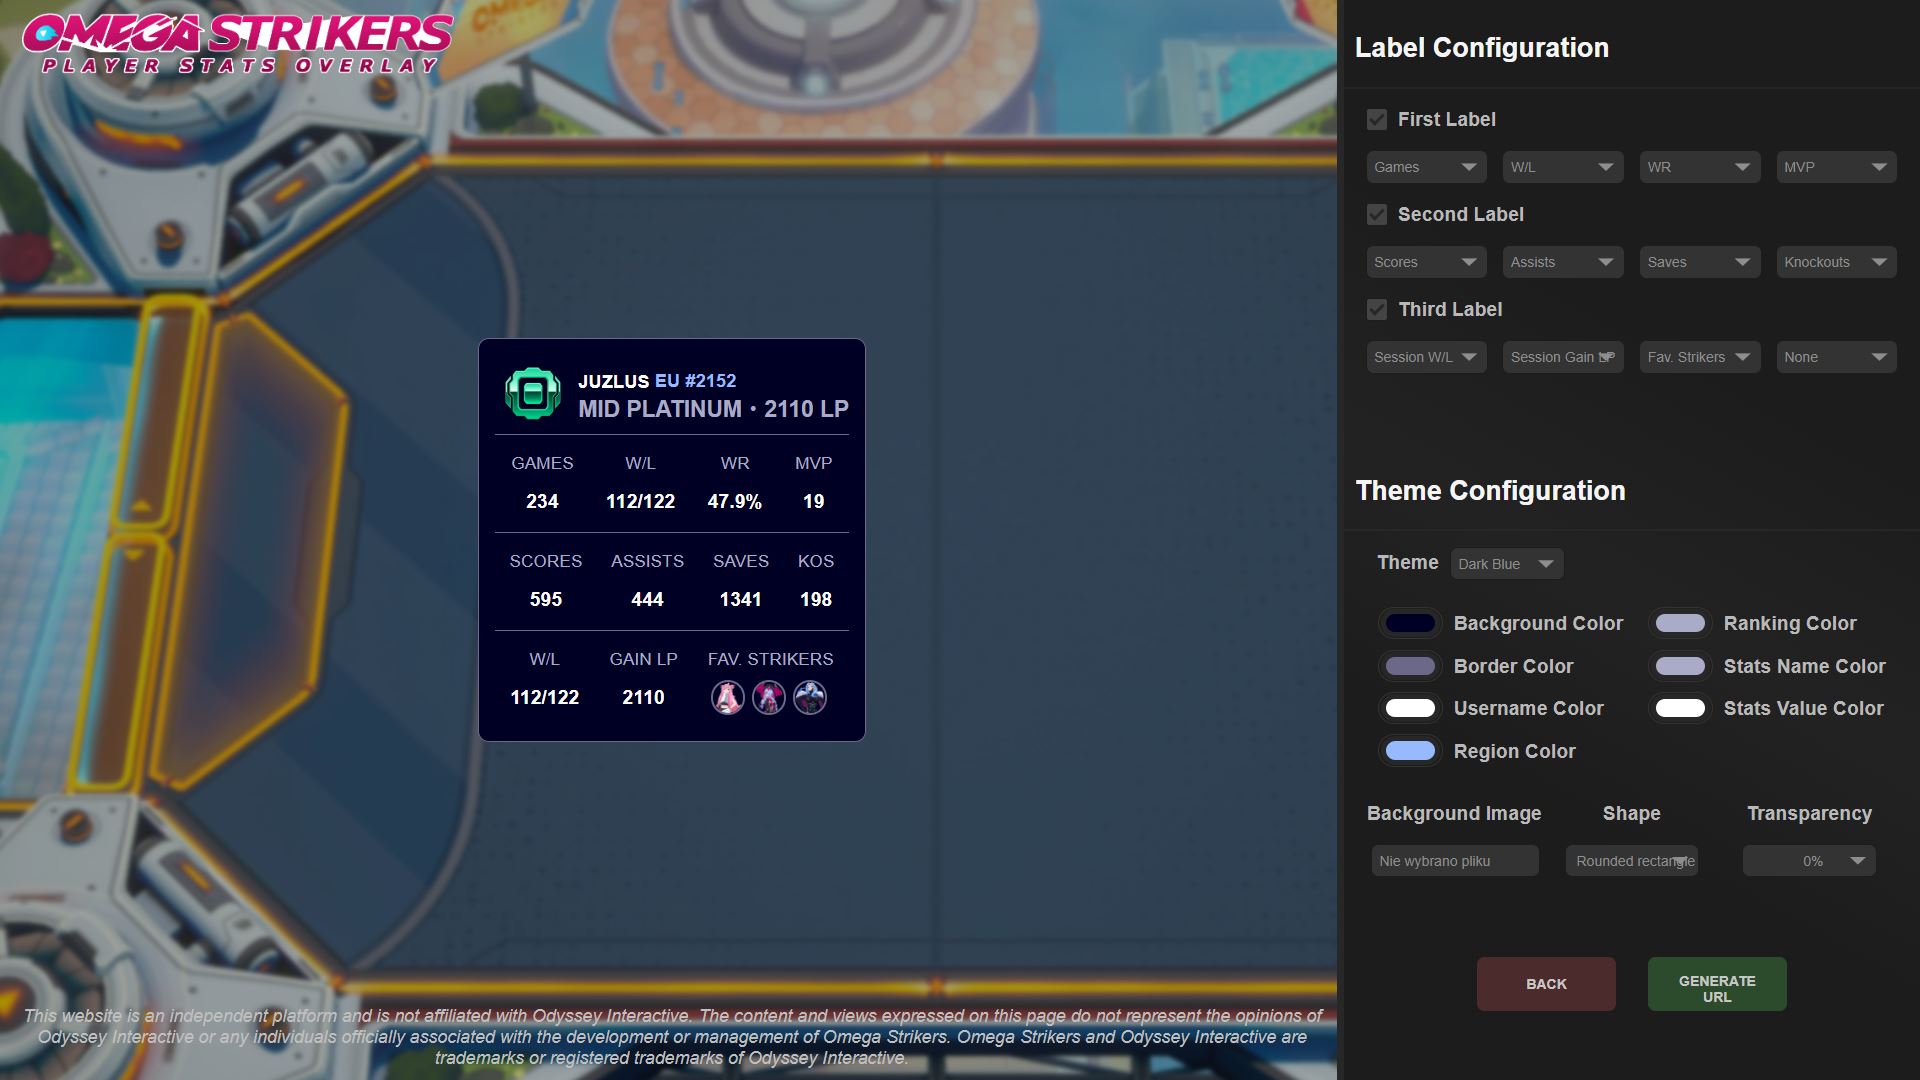 OMEGA STRIKERS
PLAYER STATS OVERLAY
JUZLUS EU #2152
MID PLATINUM • 2110 LP
GAMES W/L WR MVP
234 112/122 47.9% 19
SCORES ASSISTS SAVES KOS
595 444 1341 198
W/L GAIN LP FAV. STRIKERS
112/122 2110
This website is an independent platform and is not affiliated with Odyssey Interactive. The content and views expressed on this page do not represent the opinions of
Odyssey Interactive or any individuals officially associated with the development or management of Omega Strikers. Omega Strikers and Odyssey Interactive are
trademarks or registered trademarks of Odyssey Interactive.
Label Configuration
First Label
Games W/L WR MVP
Second Label
Scores Assists Saves Knockouts
Third Label
Session W/L Session Gain LP Fav. Strikers None
Theme Configuration
Theme Dark Blue
Background Color Ranking Color
Border Color Stats Name Color
Username Color Stats Value Color
Region Color
Background Image Shape Transparency
Nie wybrano pliku Rounded rectangle 0%
BACK GENERATE
URL